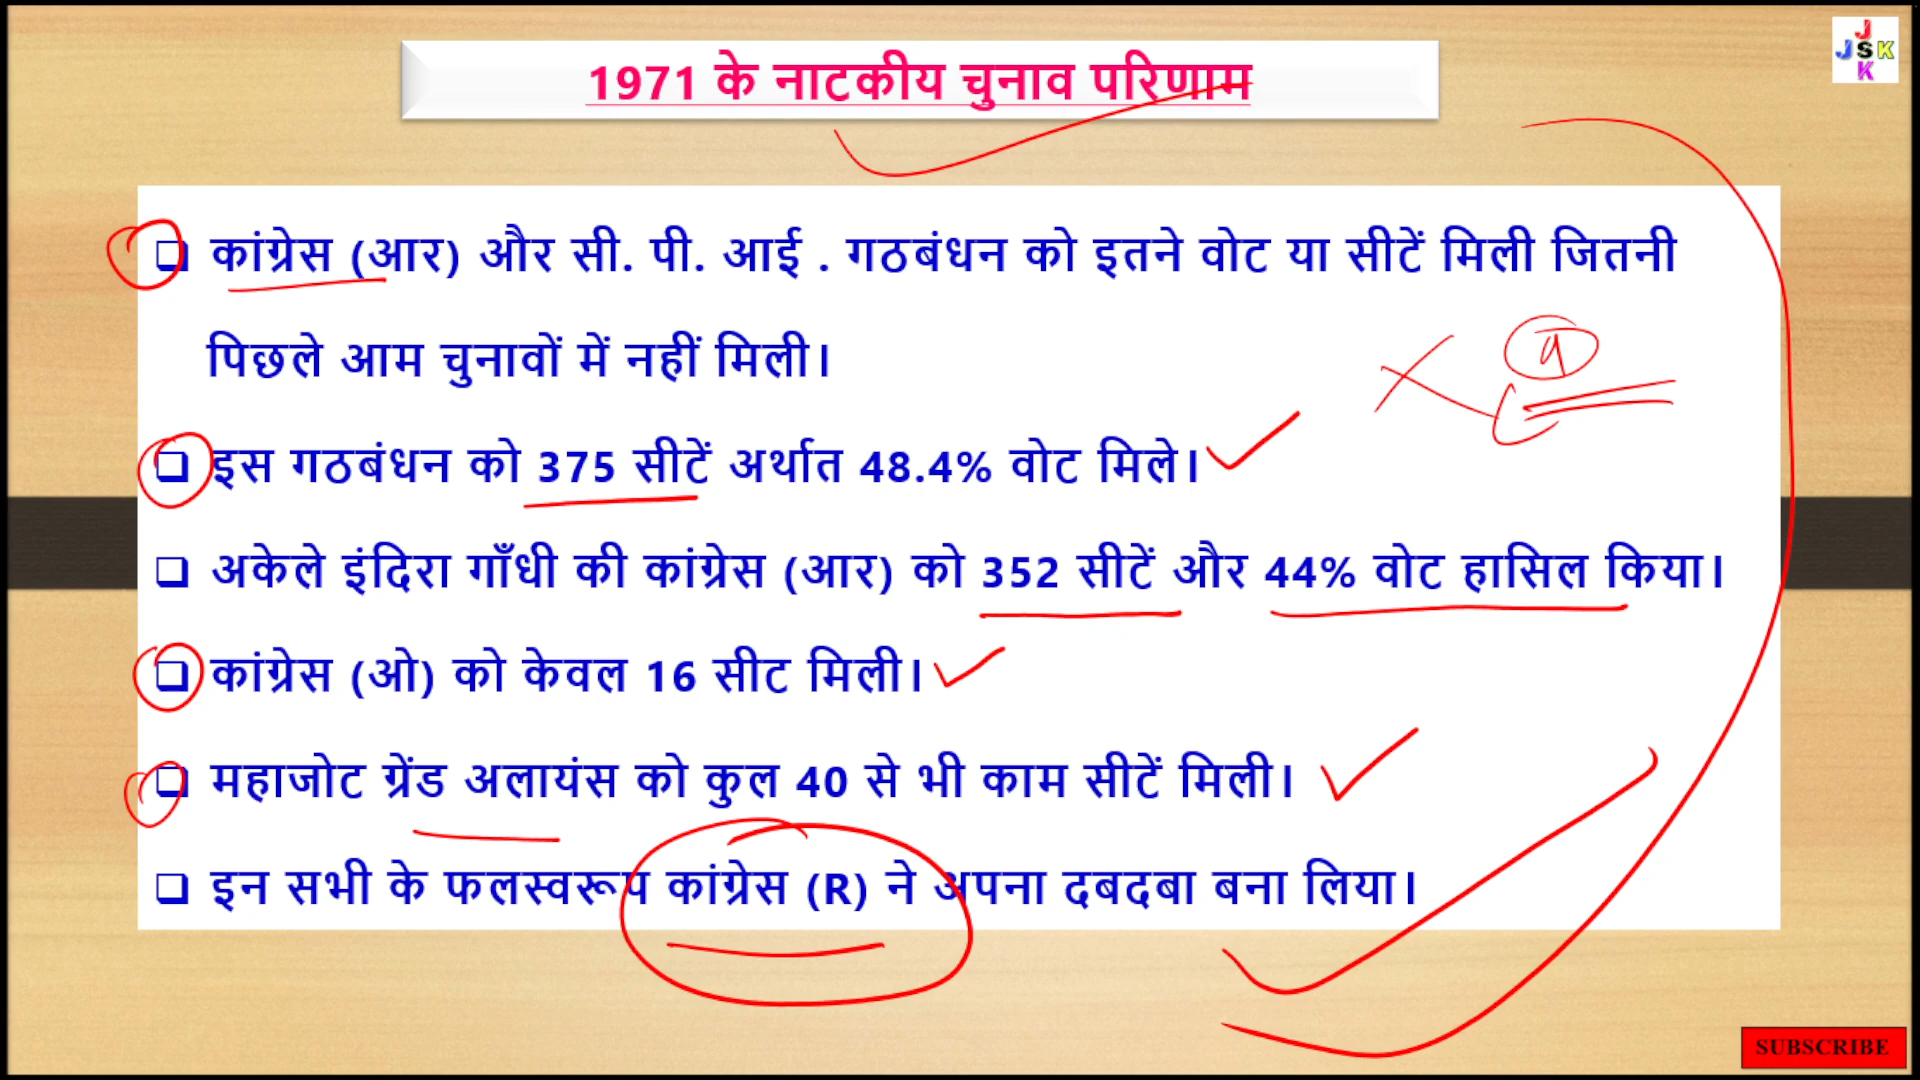 1971 के नाटकीय चुनाव परिणाम
J
J S K
K
❑ कांग्रेस (आर) और सी. पी. आई . गठबंधन को इतने वोट या सीटें मिली जितनी
पिछले आम चुनावों में नहीं मिली।
❑ इस गठबंधन को 375 सीटें अर्थात 48.4% वोट मिले।
❑ अकेले इंदिरा गाँधी की कांग्रेस (आर) को 352 सीटें और 44% वोट हासिल किया।
❑ कांग्रेस (ओ) को केवल 16 सीट मिली।
❑ महाजोट ग्रेंड अलायंस को कुल 40 से भी काम सीटें मिली।
❑ इन सभी के फलस्वरूप कांग्रेस (R) ने अपना दबदबा बना लिया।
SUBSCRIBE